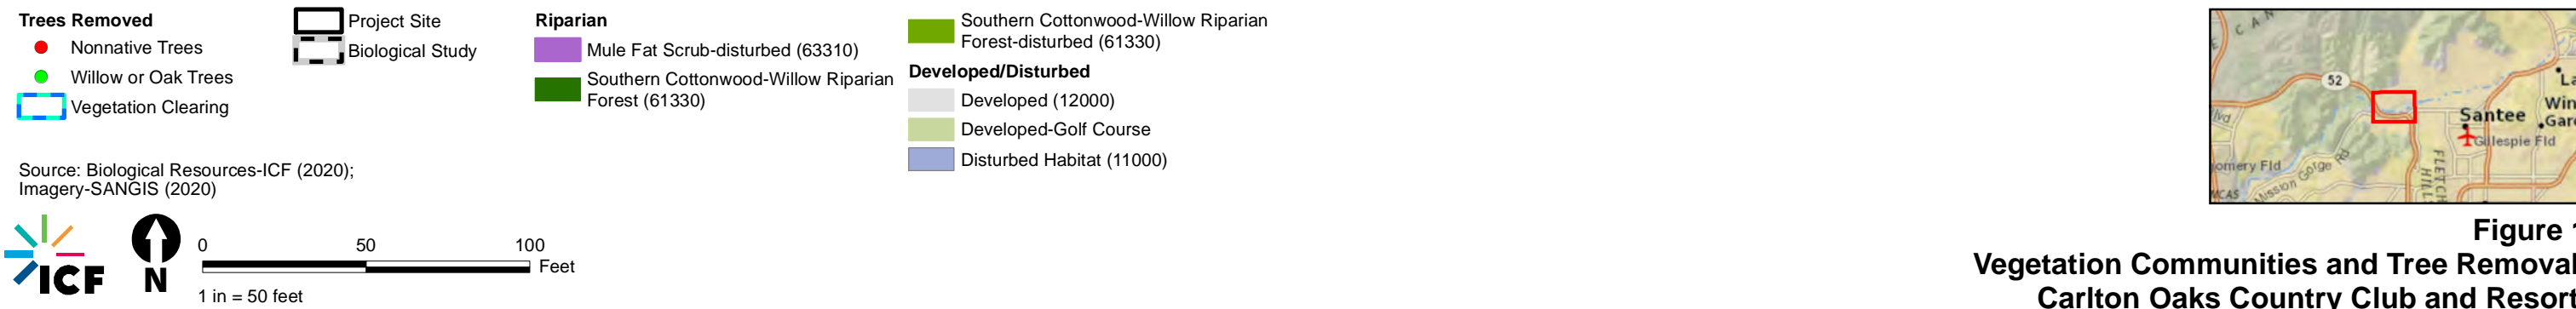 Trees Removed
Nonnative Trees
Willow or Oak Trees
Vegetation Clearing
Project Site
Biological Study
Riparian
Mule Fat Scrub-disturbed (63310)
Southern Cottonwood-Willow Riparian
Forest (61330)
Southern Cottonwood-Willow Riparian
Forest-disturbed (61330)
Developed/Disturbed
Developed (12000)
Developed-Golf Course
Disturbed Habitat (11000)
Source: Biological Resources-ICF (2020);
Imagery-SANGIS (2020)
ICF
N
0 50 100
Feet
1 in = 50 feet
52
Santee
Gillespie Fld
Mission Gorge Rd
Figure 1
Vegetation Communities and Tree Removal
Carlton Oaks Country Club and Resort